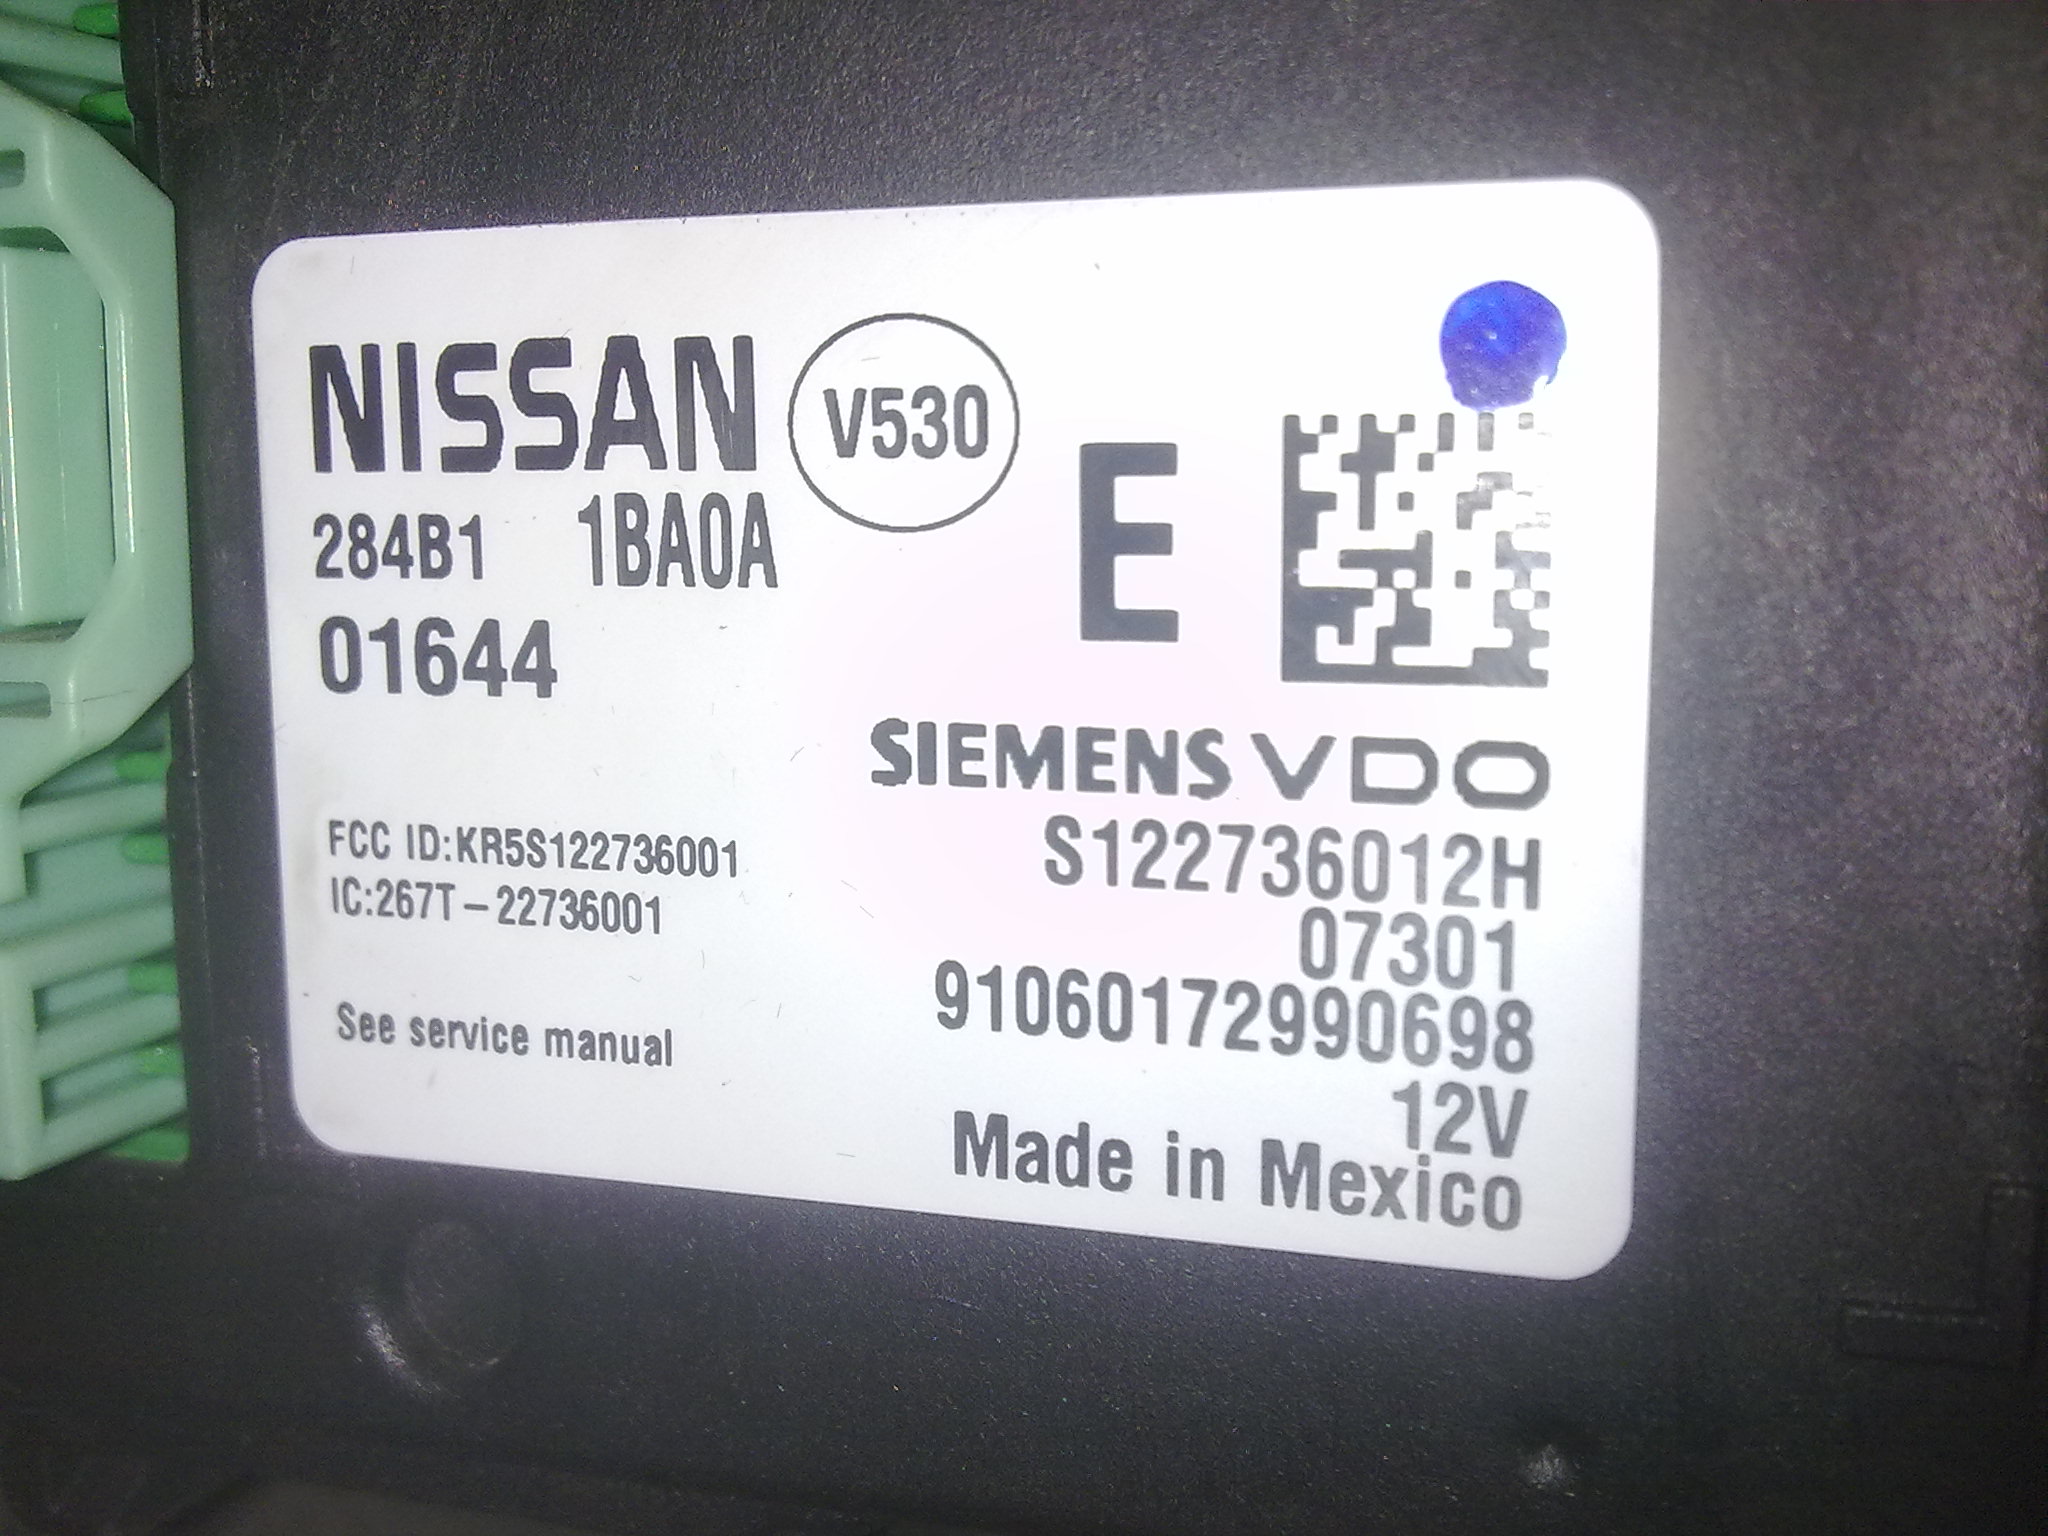 NISSAN V530
284B1 1BA0A
E
01644
SIEMENS VDO
S122736012H
07301
91060172990698
12V
Made in Mexico
FCC ID:KR5S122736001
IC:267T-22736001
See service manual